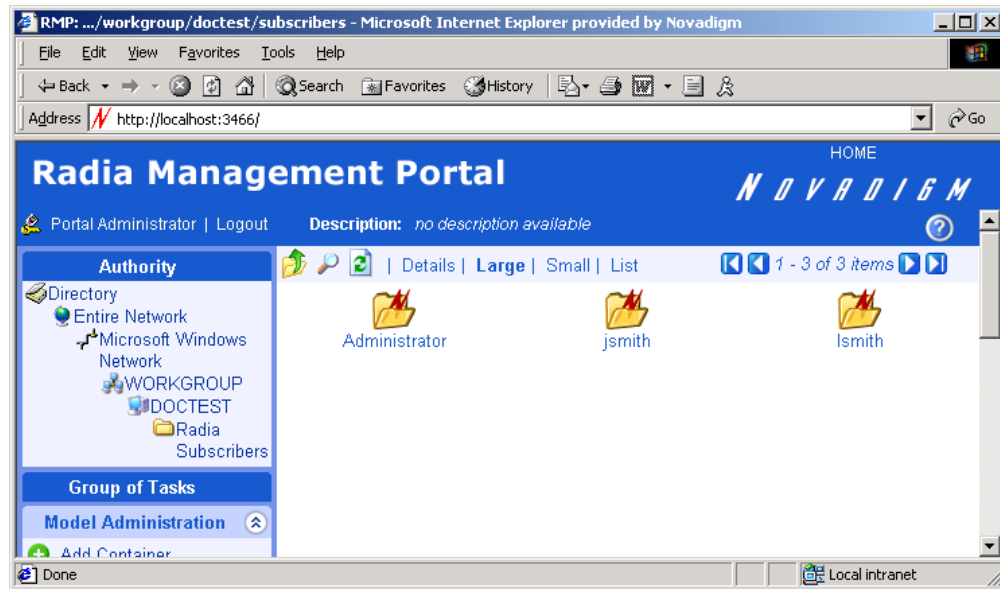 RMP: .../workgroup/doctest/subscribers - Microsoft Internet Explorer provided by Novadigm
File Edit View Favorites Tools Help
Back Search Favorites History
Address http://localhost:3466/ Go
Radia Management Portal
HOME
NOVADIGM
Portal Administrator | Logout Description: no description available
Authority
| Details | Large | Small | List 1 - 3 of 3 items
Directory
Entire Network
Microsoft Windows
Network
WORKGROUP
DOCTEST
Radia
Subscribers
Administrator jsmith lsmith
Group of Tasks
Model Administration
Add Container
Done Local intranet